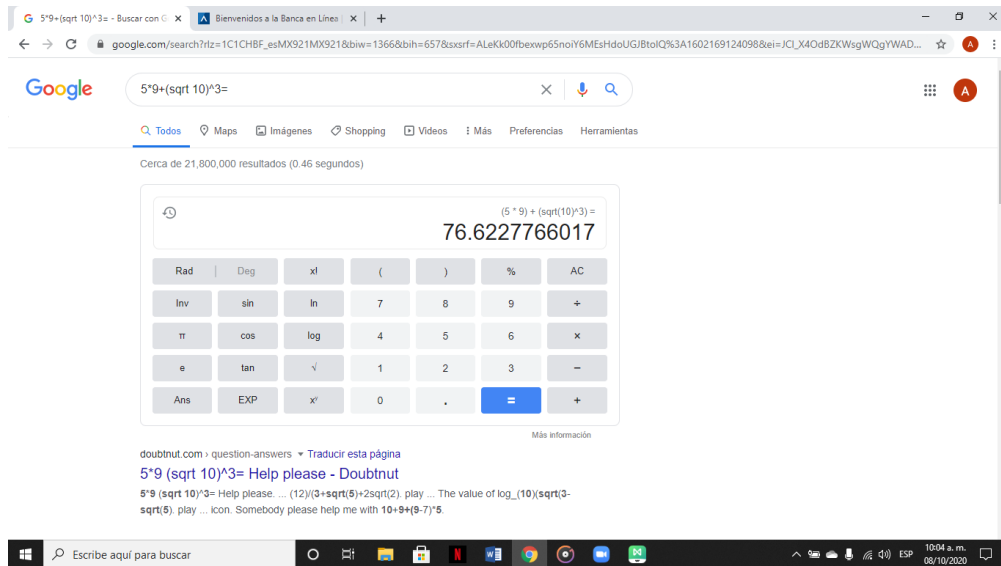 5*9+(sqrt 10)^3= - Buscar con G
Bienvenidos a la Banca en Línea
google.com/search?rlz=1C1CHBF_esMX921MX921&biw=1366&bih=657&sxsrf=ALeKk00fbexwp65noiY6MEsHdoUGJBtolQ%3A1602169124098&ei=JCl_X4OdBZKWsgWQgYWAD...
A
Google
5*9+(sqrt 10)^3=
A
Todos Maps Imágenes Shopping Videos Más Preferencias Herramientas
Cerca de 21,800,000 resultados (0.46 segundos)
(5 * 9) + (sqrt(10)^3) =
76.6227766017
Rad | Deg x! ( ) % AC
Inv sin ln 7 8 9 ÷
π cos log 4 5 6 ×
e tan √ 1 2 3 −
Ans EXP xʸ 0 . = +
Más información
doubtnut.com › question-answers Traducir esta página
5*9 (sqrt 10)^3= Help please - Doubtnut
5*9 (sqrt 10)^3= Help please. ... (12)/(3+sqrt(5)+2sqrt(2). play ... The value of log_(10)(sqrt(3-
sqrt(5). play ... icon. Somebody please help me with 10+9+(9-7)*5.
Escribe aquí para buscar
N
W
ESP
10:04 a. m.
08/10/2020